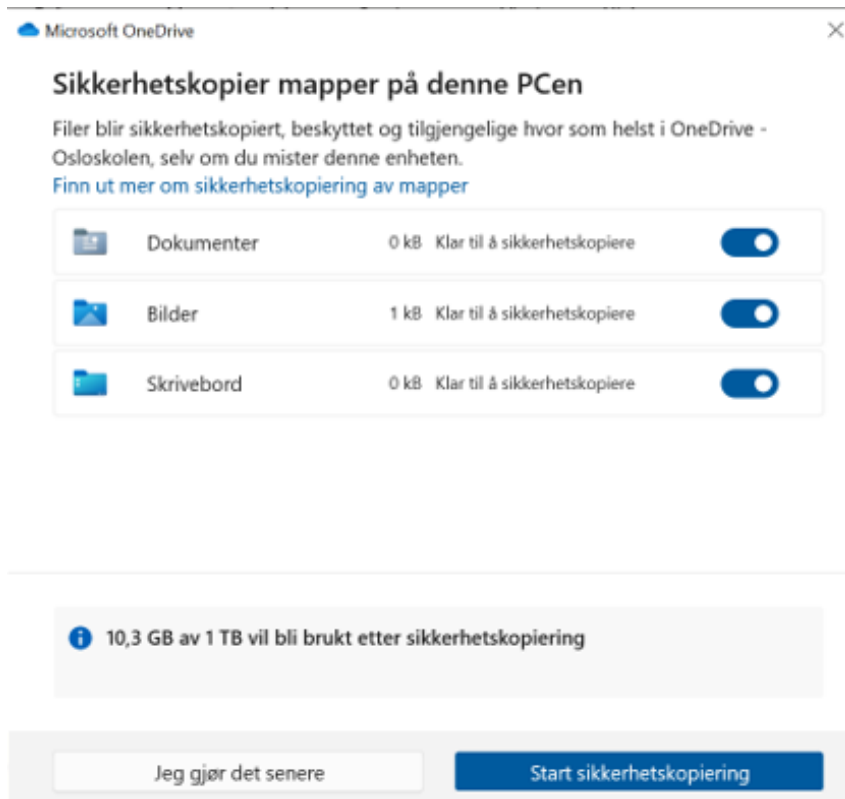 Microsoft OneDrive
Sikkerhetskopier mapper på denne PCen
Filer blir sikkerhetskopiert, beskyttet og tilgjengelige hvor som helst i OneDrive -
Osloskolen, selv om du mister denne enheten.
Finn ut mer om sikkerhetskopiering av mapper
Dokumenter 0 kB Klar til å sikkerhetskopiere
Bilder 1 kB Klar til å sikkerhetskopiere
Skrivebord 0 kB Klar til å sikkerhetskopiere
10,3 GB av 1 TB vil bli brukt etter sikkerhetskopiering
Jeg gjør det senere Start sikkerhetskopiering